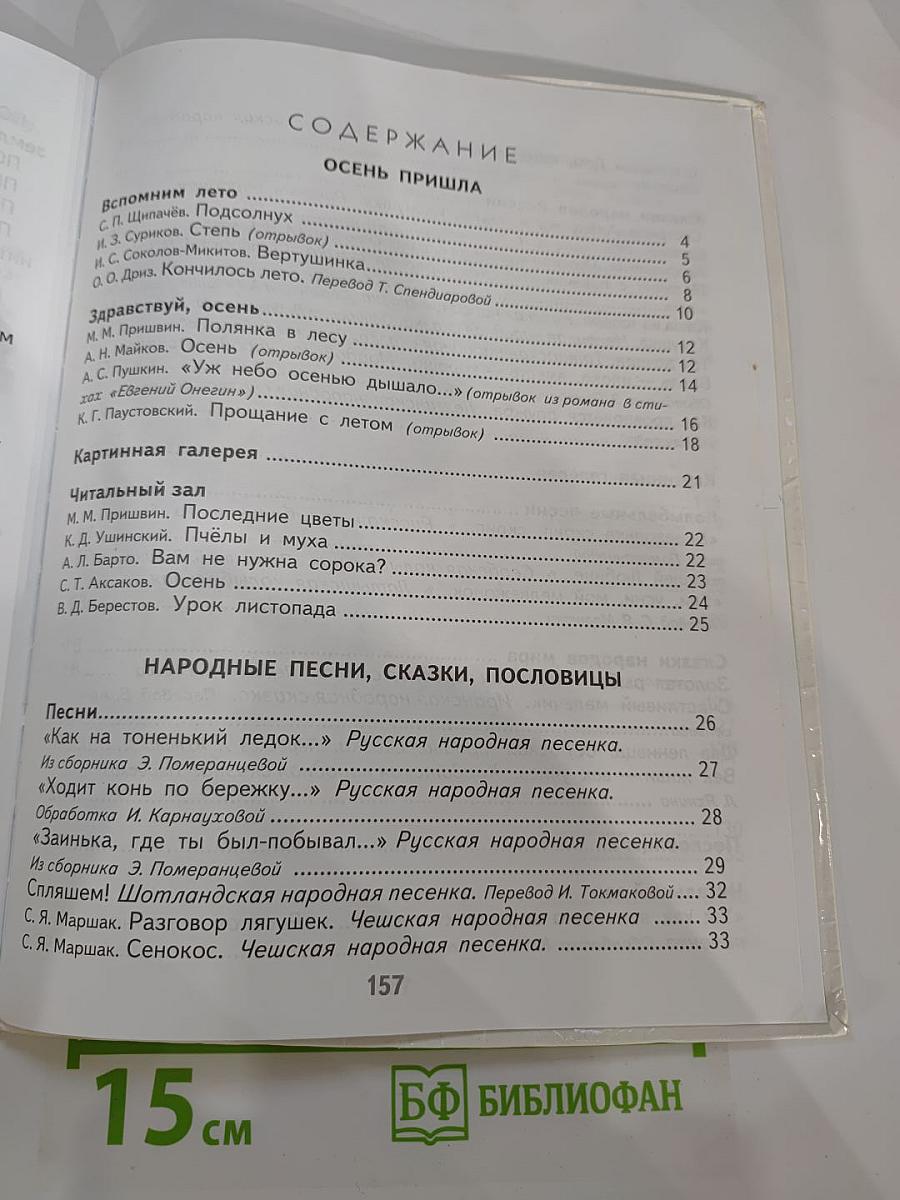 СОДЕРЖАНИЕ
ОСЕНЬ ПРИШЛА
Вспомним лето ........ 4
С. П. Щипачёв. Подсолнух ........ 5
И. З. Суриков. Степь (отрывок) ........ 6
И. С. Соколов-Микитов. Вертушинка........ 8
О. О. Дриз. Кончилось лето. Перевод Т. Спендиаровой ........ 10
Здравствуй, осень........ 12
М. М. Пришвин. Полянка в лесу ........ 12
А. Н. Майков. Осень (отрывок) ........ 14
А. С. Пушкин. «Уж небо осенью дышало...» (отрывок из романа в сти-
хах «Евгений Онегин») ........ 16
К. Г. Паустовский. Прощание с летом (отрывок) ........ 18
Картинная галерея ........ 21
Читальный зал
М. М. Пришвин. Последние цветы ........ 22
К. Д. Ушинский. Пчёлы и муха ........ 22
А. Л. Барто. Вам не нужна сорока? ........ 23
С. Т. Аксаков. Осень ........ 24
В. Д. Берестов. Урок листопада ........ 25
НАРОДНЫЕ ПЕСНИ, СКАЗКИ, ПОСЛОВИЦЫ
Песни........ 26
«Как на тоненький ледок...» Русская народная песенка.
Из сборника Э. Померанцевой ........ 27
«Ходит конь по бережку...» Русская народная песенка.
Обработка И. Карнауховой ........ 28
«Заинька, где ты был-побывал...» Русская народная песенка.
Из сборника Э. Померанцевой ........ 29
Спляшем! Шотландская народная песенка. Перевод И. Токмаковой .... 32
С. Я. Маршак. Разговор лягушек. Чешская народная песенка ........ 33
С. Я. Маршак. Сенокос. Чешская народная песенка. ........ 33
157
15 см
БФ БИБЛИОФАН